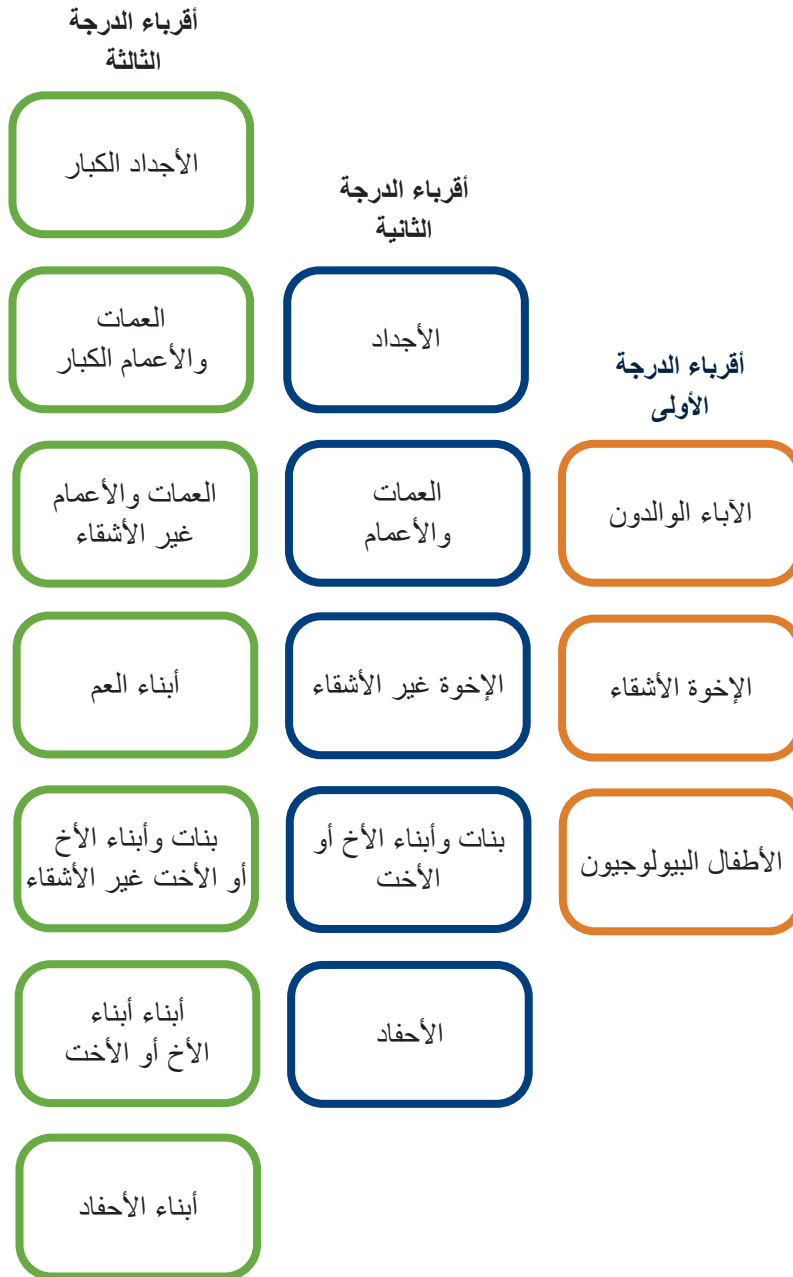 أقرباء الدرجة
الأولى
الآباء الوالدون
الإخوة الأشقاء
الأطفال البيولوجيون
أقرباء الدرجة
الثانية
الأجداد
العمات
والأعمام
الإخوة غير الأشقاء
بنات وأبناء الأخ أو
الأخت
الأحفاد
أقرباء الدرجة
الثالثة
الأجداد الكبار
العمات
والأعمام الكبار
العمات والأعمام
غير الأشقاء
أبناء العم
بنات وأبناء الأخ
أو الأخت غير الأشقاء
أبناء أبناء
الأخ أو الأخت
أبناء الأحفاد